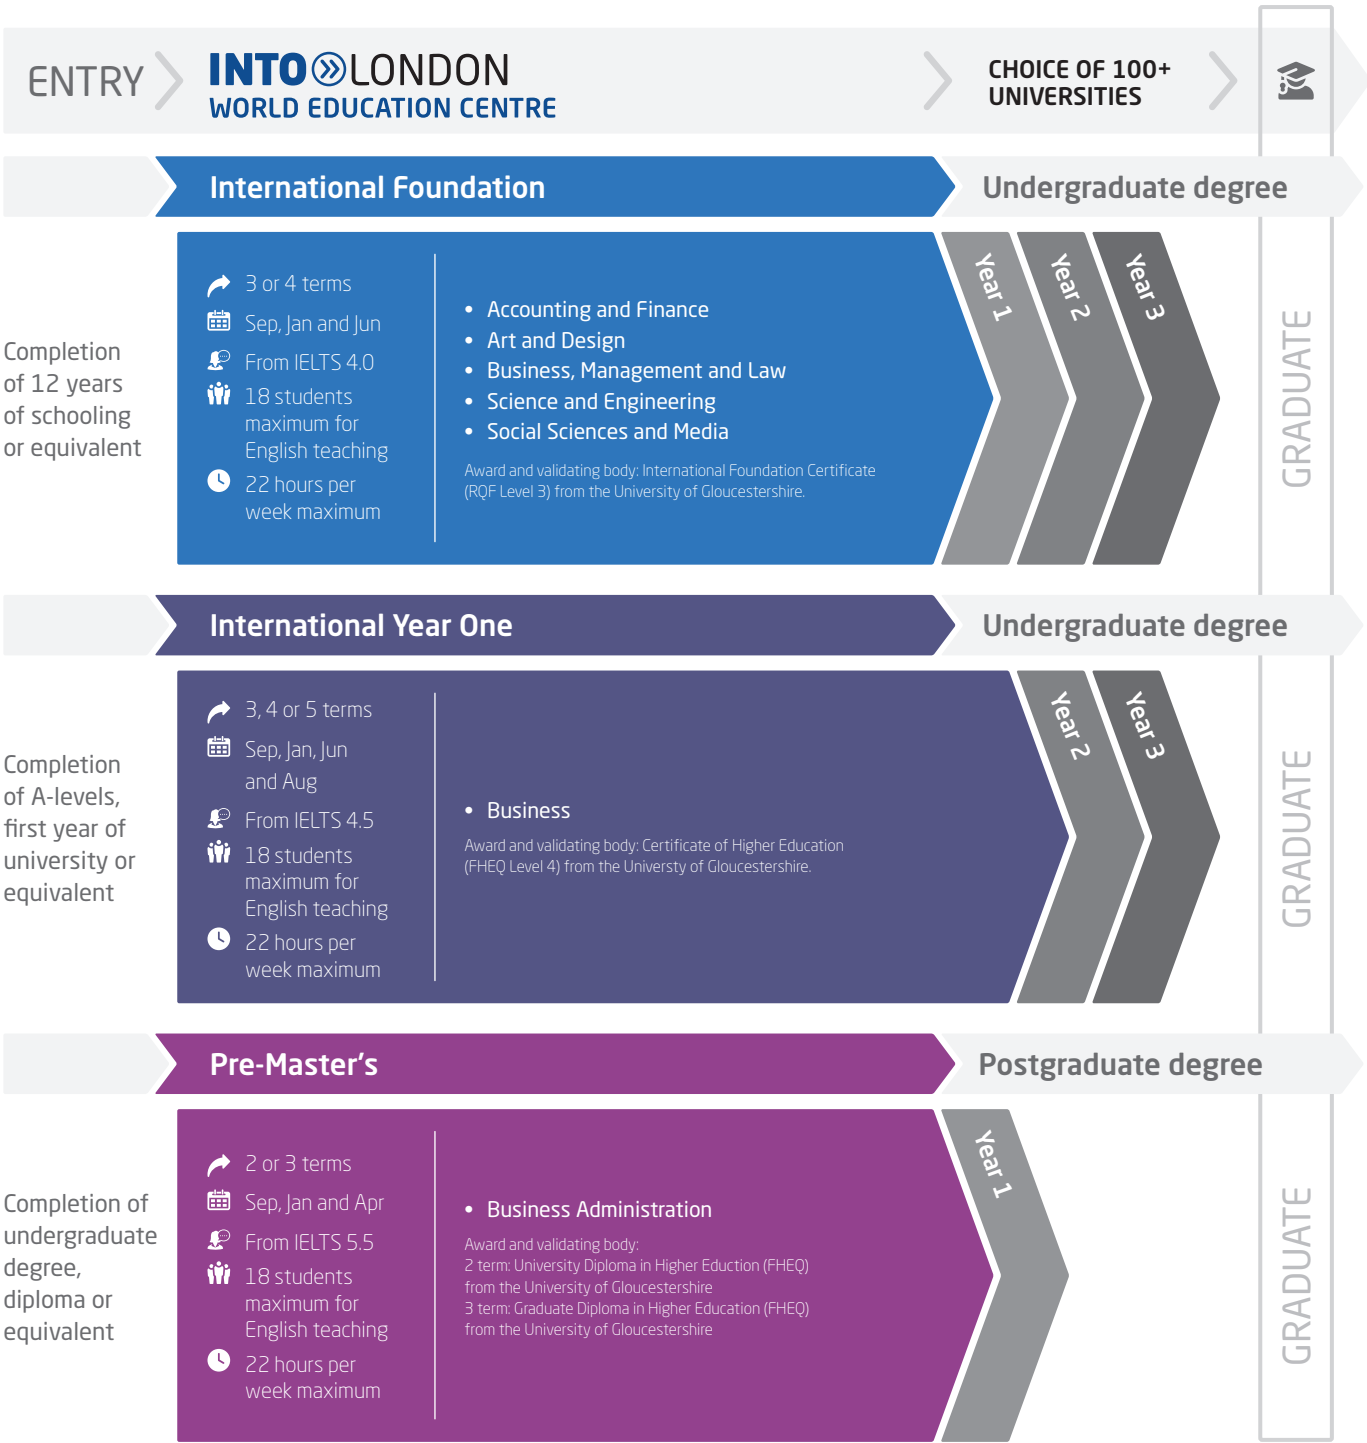 ENTRY
INTO LONDON
WORLD EDUCATION CENTRE
CHOICE OF 100+
UNIVERSITIES
International Foundation
Undergraduate degree
Completion
of 12 years
of schooling
or equivalent
3 or 4 terms
Sep, Jan and Jun
From IELTS 4.0
18 students
maximum for
English teaching
22 hours per
week maximum
• Accounting and Finance
• Art and Design
• Business, Management and Law
• Science and Engineering
• Social Sciences and Media
Award and validating body: International Foundation Certificate
(RQF Level 3) from the University of Gloucestershire.
Year 1
Year 2
Year 3
GRADUATE
International Year One
Undergraduate degree
Completion
of A-levels,
first year of
university or
equivalent
3, 4 or 5 terms
Sep, Jan, Jun
and Aug
From IELTS 4.5
18 students
maximum for
English teaching
22 hours per
week maximum
• Business
Award and validating body: Certificate of Higher Education
(FHEQ Level 4) from the Universty of Gloucestershire.
Year 2
Year 3
GRADUATE
Pre-Master's
Postgraduate degree
Completion of
undergraduate
degree,
diploma or
equivalent
2 or 3 terms
Sep, Jan and Apr
From IELTS 5.5
18 students
maximum for
English teaching
22 hours per
week maximum
• Business Administration
Award and validating body:
2 term: University Diploma in Higher Eduction (FHEQ)
from the University of Gloucestershire
3 term: Graduate Diploma in Higher Education (FHEQ)
from the University of Gloucestershire
Year 1
GRADUATE